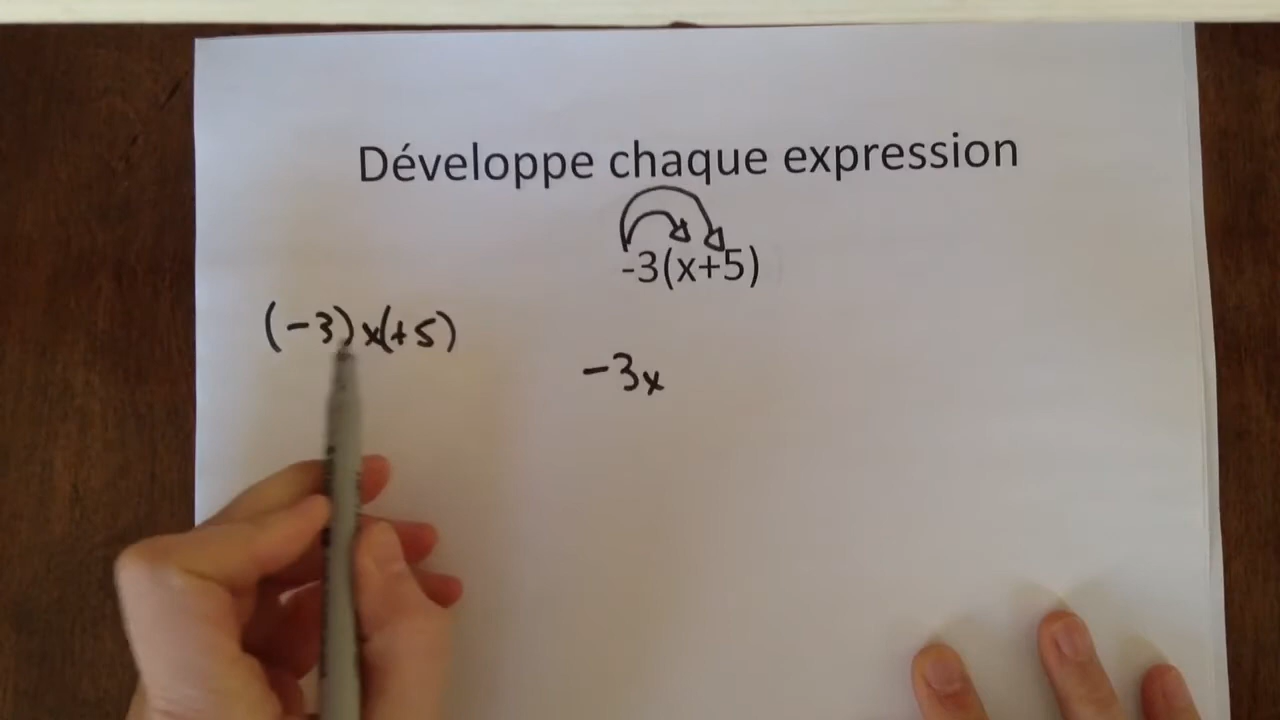 Développe chaque expression
-3(x+5)
(-3)x(+5)
-3x